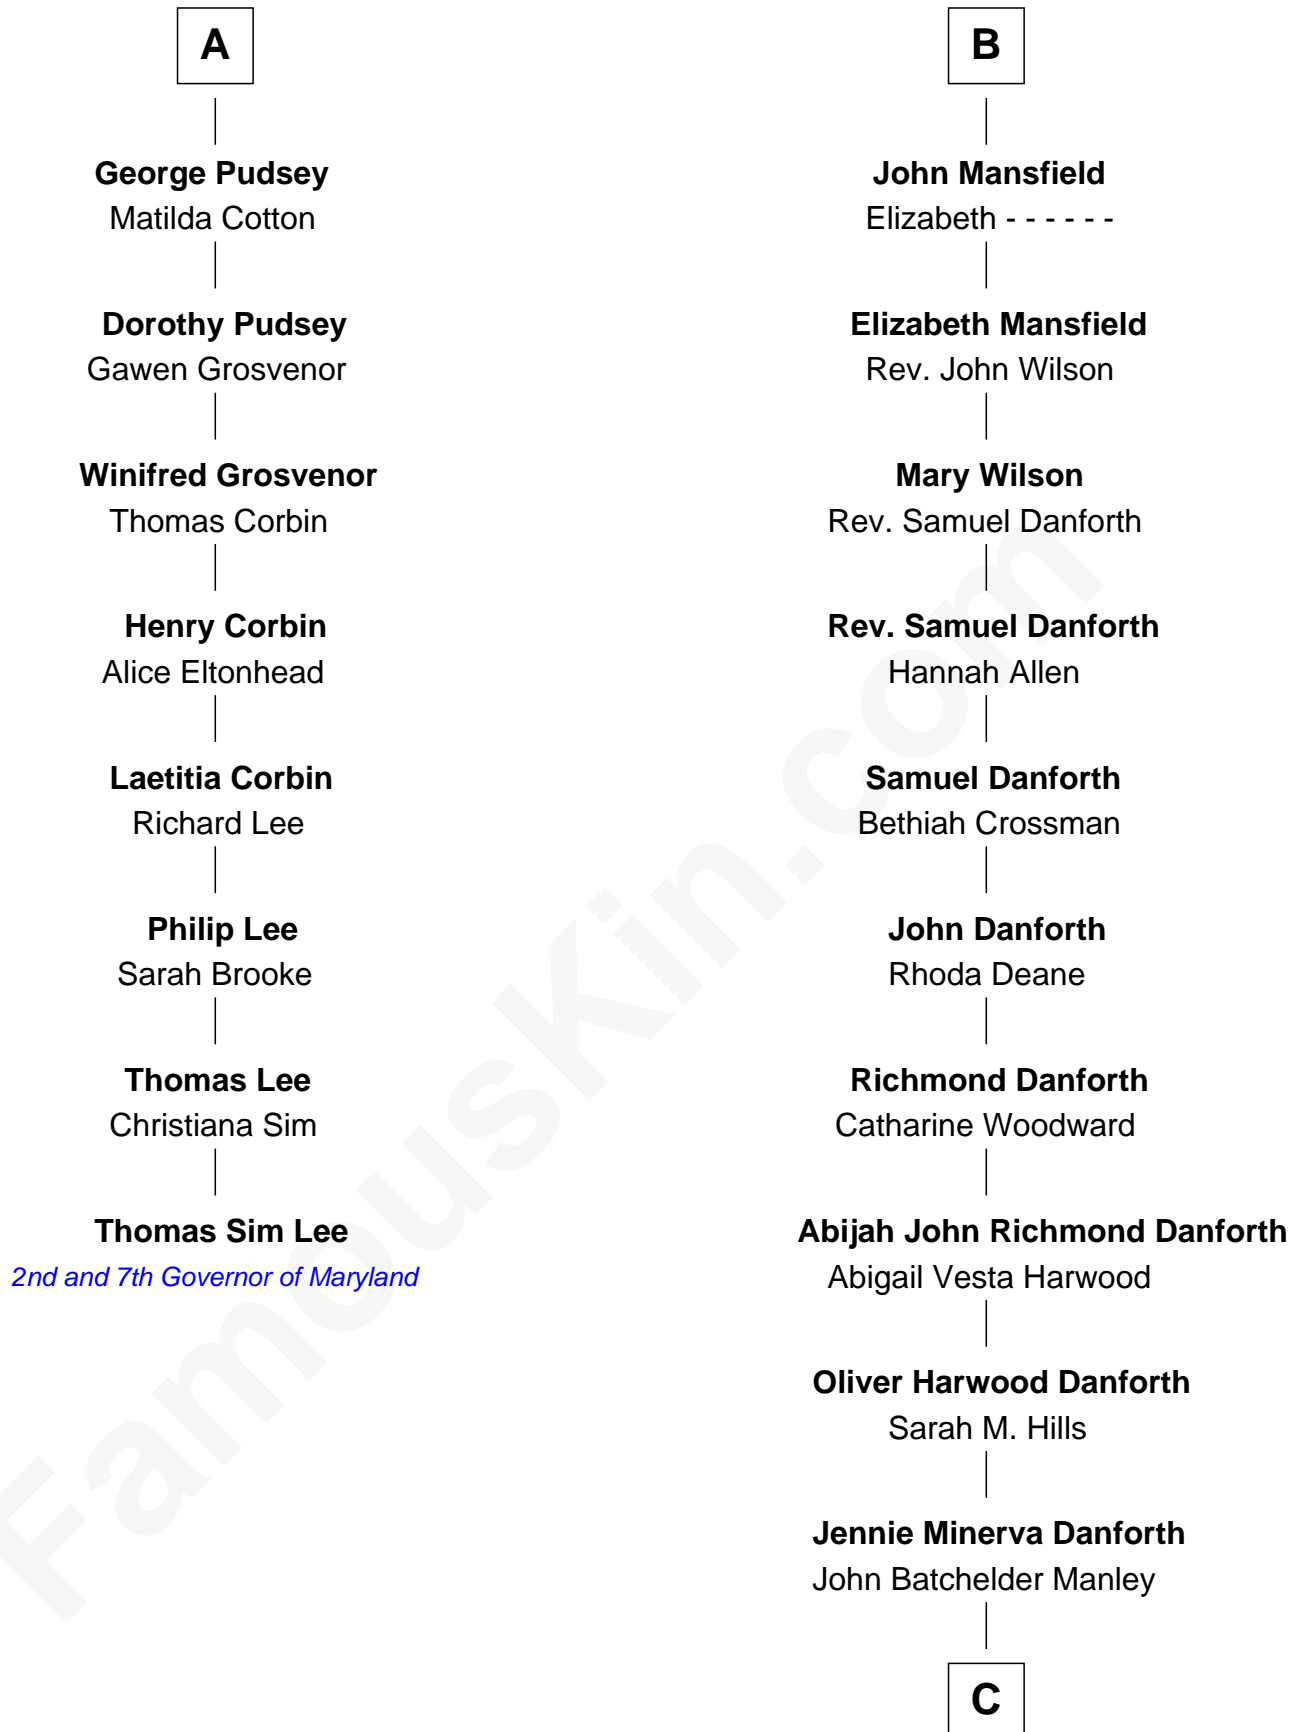 A
George Pudsey
Matilda Cotton
Dorothy Pudsey
Gawen Grosvenor
Winifred Grosvenor
Thomas Corbin
Henry Corbin
Alice Eltonhead
Laetitia Corbin
Richard Lee
Philip Lee
Sarah Brooke
Thomas Lee
Christiana Sim
Thomas Sim Lee
2nd and 7th Governor of Maryland
B
John Mansfield
Elizabeth - - - - - -
Elizabeth Mansfield
Rev. John Wilson
Mary Wilson
Rev. Samuel Danforth
Rev. Samuel Danforth
Hannah Allen
Samuel Danforth
Bethiah Crossman
John Danforth
Rhoda Deane
Richmond Danforth
Catharine Woodward
Abijah John Richmond Danforth
Abigail Vesta Harwood
Oliver Harwood Danforth
Sarah M. Hills
Jennie Minerva Danforth
John Batchelder Manley
C
FamousKin.com